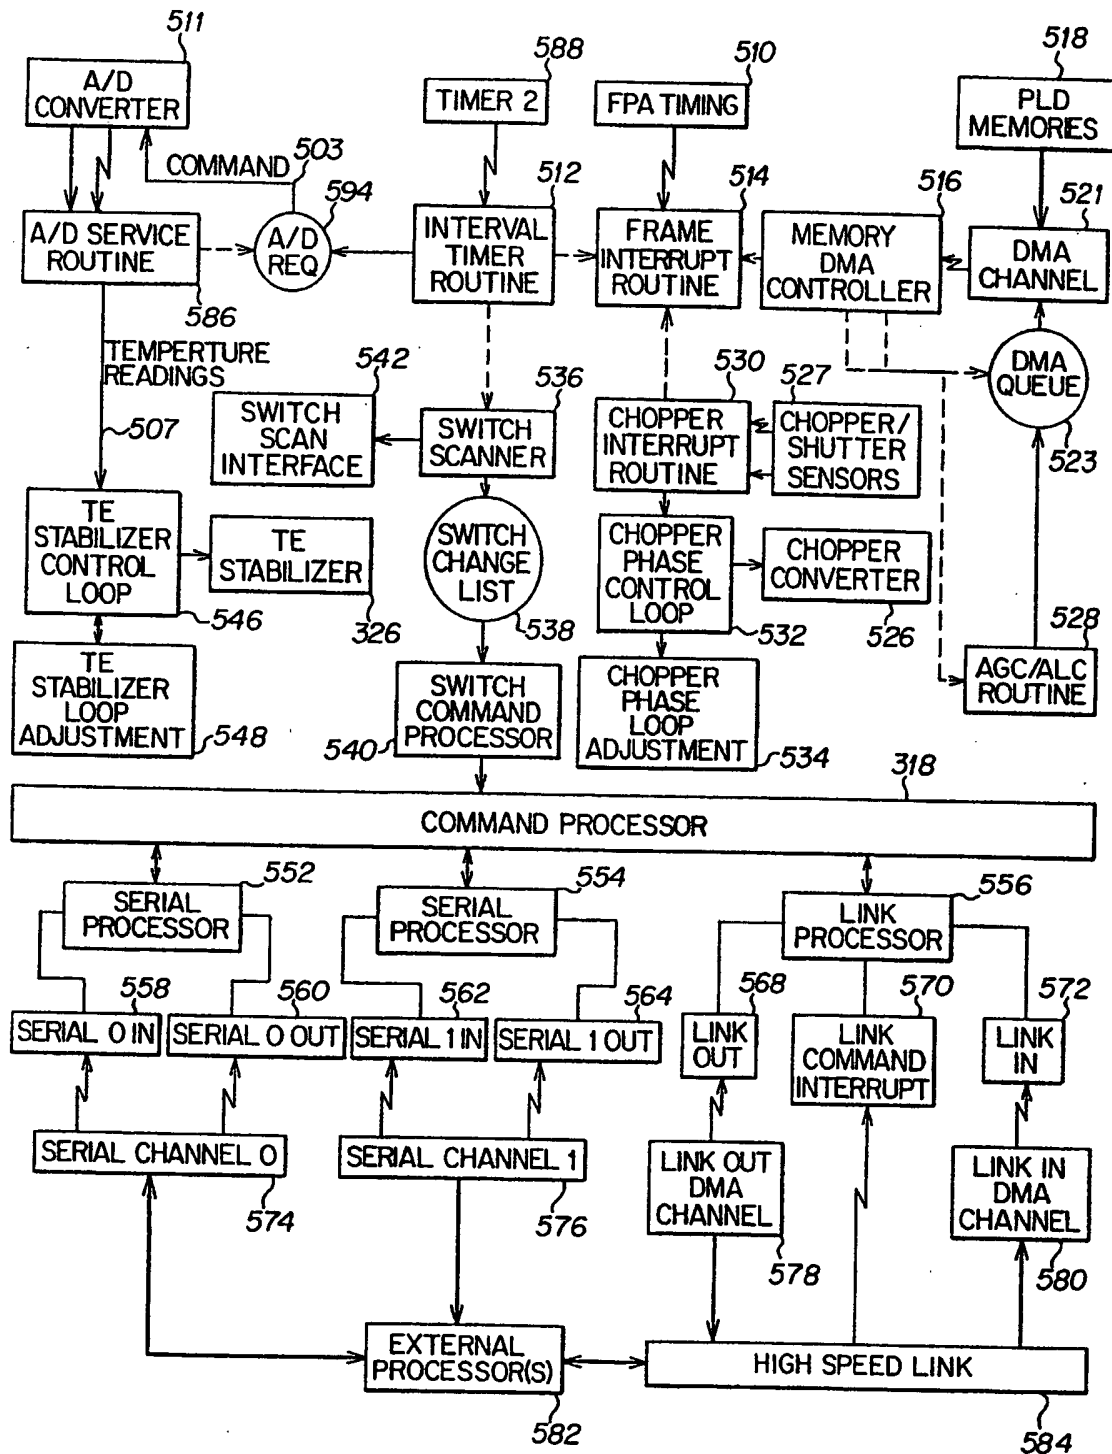 511
A/D
CONVERTER
588
TIMER 2
510
FPA TIMING
518
PLD
MEMORIES
COMMAND
503
594
A/D
REQ
A/D SERVICE
ROUTINE
586
512
INTERVAL
TIMER
ROUTINE
514
FRAME
INTERRUPT
ROUTINE
516
MEMORY
DMA
CONTROLLER
521
DMA
CHANNEL
TEMPERTURE
READINGS
507
542
SWITCH
SCAN
INTERFACE
536
SWITCH
SCANNER
530
CHOPPER
INTERRUPT
ROUTINE
527
CHOPPER/
SHUTTER
SENSORS
DMA
QUEUE
523
TE
STABILIZER
CONTROL
LOOP
546
TE
STABILIZER
326
SWITCH
CHANGE
LIST
538
CHOPPER
PHASE
CONTROL
LOOP
532
CHOPPER
CONVERTER
526
528
AGC/ALC
ROUTINE
TE
STABILIZER
LOOP
ADJUSTMENT
548
SWITCH
COMMAND
PROCESSOR
540
CHOPPER
PHASE
LOOP
ADJUSTMENT
534
318
COMMAND PROCESSOR
552
SERIAL
PROCESSOR
554
SERIAL
PROCESSOR
556
LINK
PROCESSOR
558
SERIAL 0 IN
560
SERIAL 0 OUT
562
SERIAL 1 IN
564
SERIAL 1 OUT
568
LINK
OUT
570
LINK
COMMAND
INTERRUPT
572
LINK
IN
SERIAL CHANNEL 0
574
SERIAL CHANNEL 1
576
LINK OUT
DMA
CHANNEL
578
LINK IN
DMA
CHANNEL
580
EXTERNAL
PROCESSOR(S)
582
HIGH SPEED LINK
584